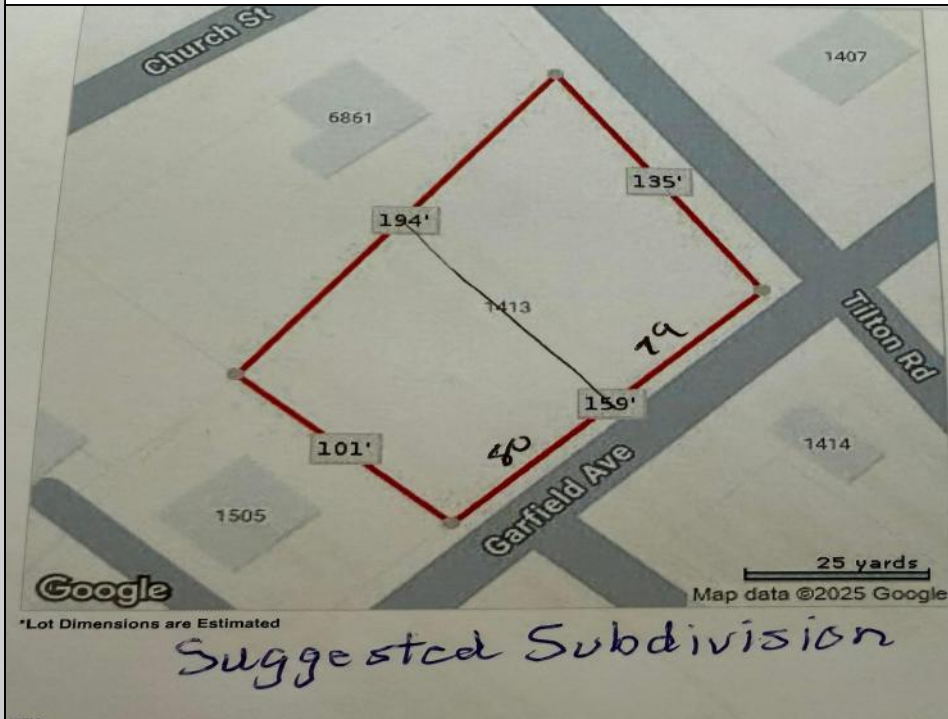 Church St
1407
6861
135'
194'
1413
79
Tilton Rd
159'
80
101'
1414
Garfield Ave
1505
25 yards
Google
Map data ©2025 Google
*Lot Dimensions are Estimated
Suggested Subdivision